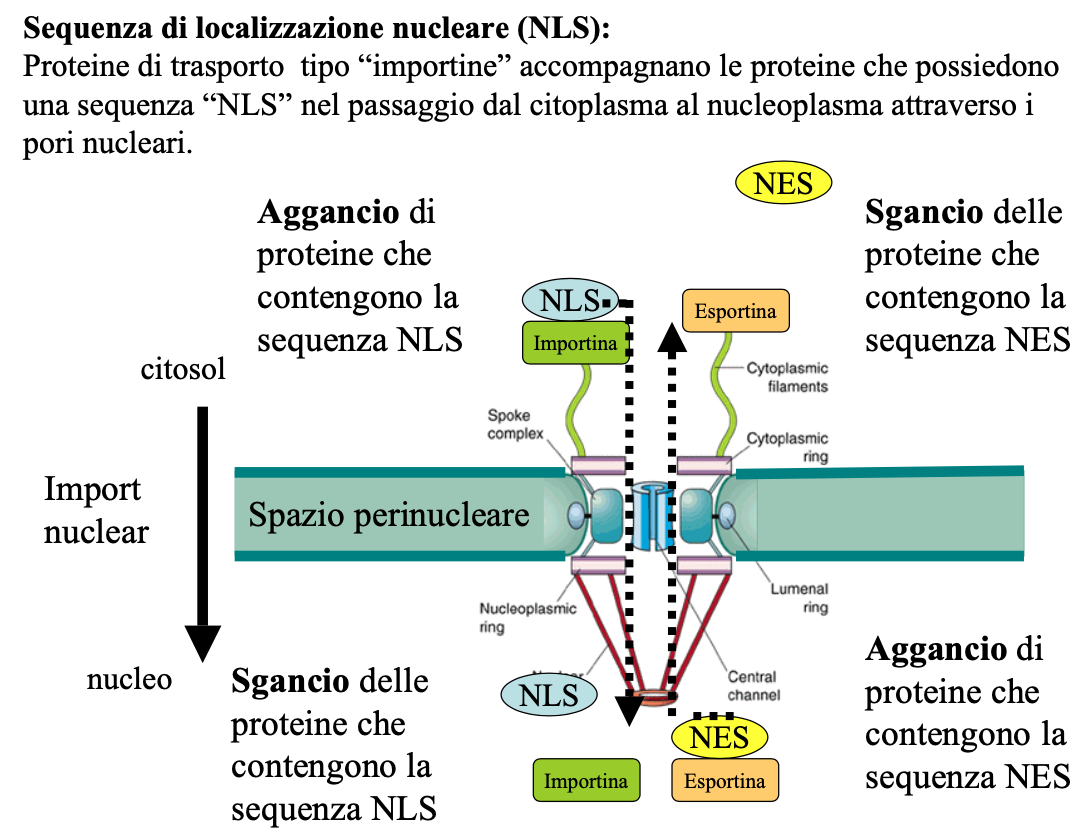 Sequenza di localizzazione nucleare (NLS):
Proteine di trasporto tipo “importine” accompagnano le proteine che possiedono
una sequenza “NLS” nel passaggio dal citoplasma al nucleoplasma attraverso i
pori nucleari.
NES
Aggancio di
proteine che
contengono la
sequenza NLS
Sgancio delle
proteine che
contengono la
sequenza NES
NLS
Importina
Esportina
citosol
Cytoplasmic
filaments
Spoke
complex
Cytoplasmic
ring
Import
nuclear
Spazio perinucleare
Lumenal
ring
Nucleoplasmic
ring
Central
channel
nucleo
Sgancio delle
proteine che
contengono la
sequenza NLS
NLS
Aggancio di
proteine che
contengono la
sequenza NES
NES
Importina
Esportina